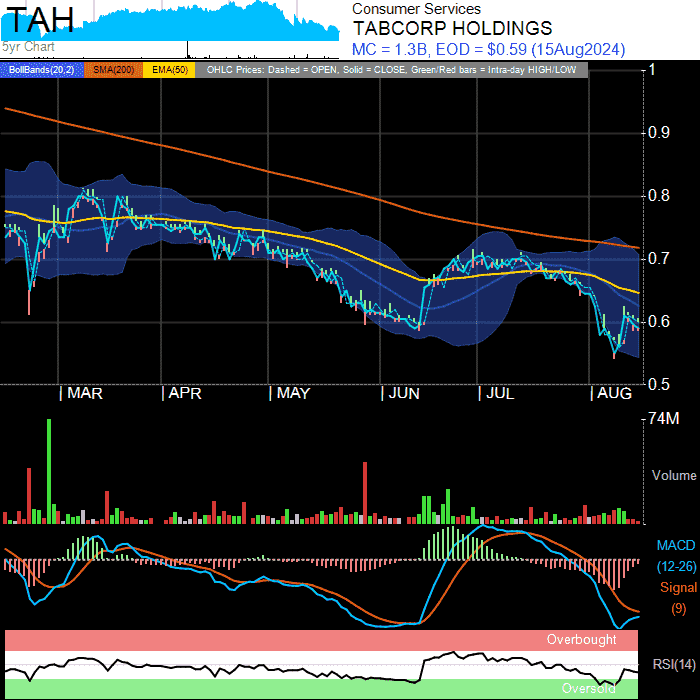 TAH
5yr Chart
Consumer Services
TABCORP HOLDINGS
MC = 1.3B, EOD = $0.59 (15Aug2024)
BollBands(20,2) SMA(200) EMA(50) OHLC Prices: Dashed = OPEN, Solid = CLOSE, Green/Red bars = Intra-day HIGH/LOW
1
0.9
0.8
0.7
0.6
0.5
MAR APR MAY JUN JUL AUG
74M
Volume
MACD
(12-26)
Signal
(9)
Overbought
RSI(14)
Oversold